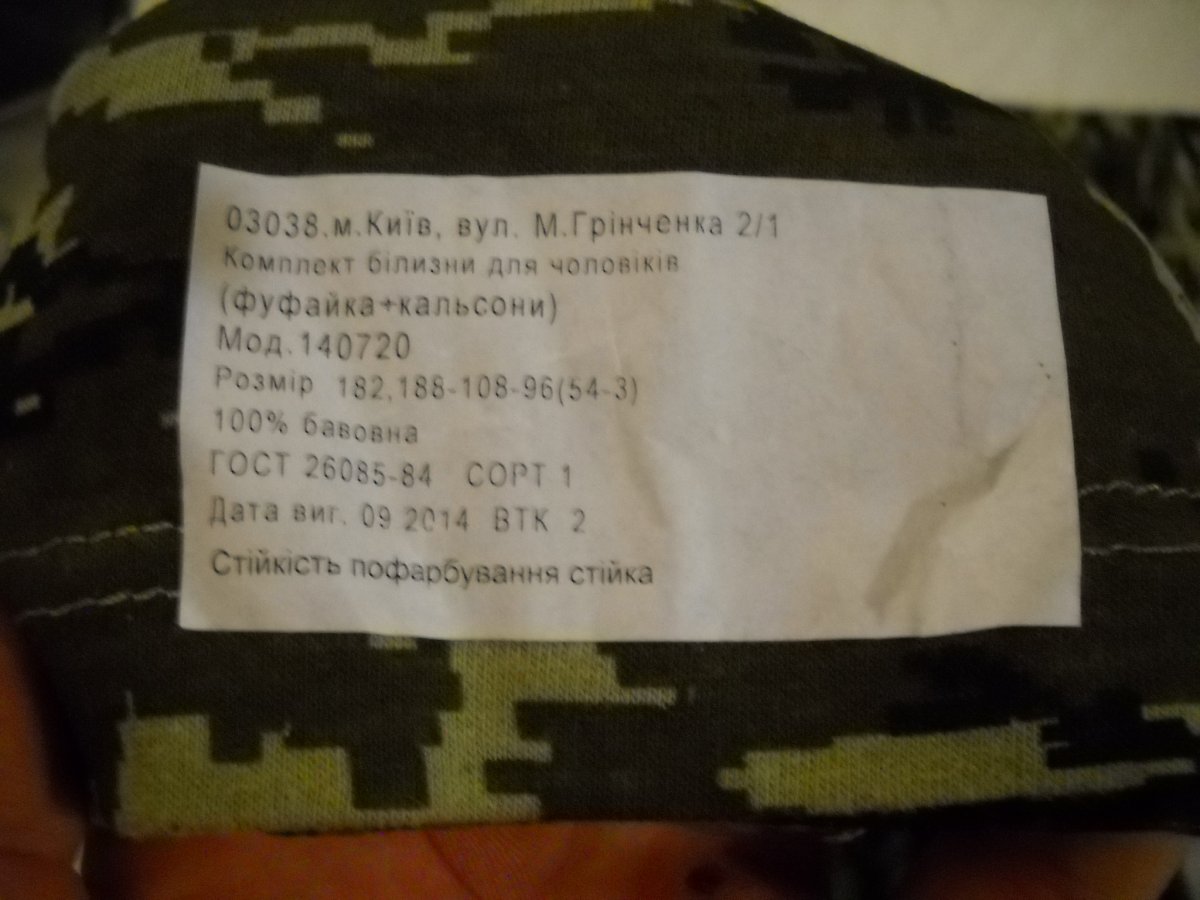 03038.м.Київ, вул. М.Грінченка 2/1
Комплект білизни для чоловіків
(фуфайка+кальсони)
Мод.140720
Розмір 182,188-108-96(54-3)
100% бавовна
ГОСТ 26085-84 СОРТ 1
Дата виг. 09 2014 ВТК 2
Стійкість пофарбування стійка